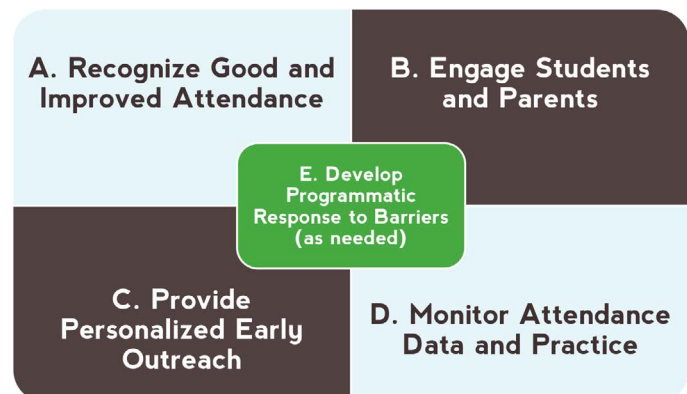 A. Recognize Good and
Improved Attendance
B. Engage Students
and Parents
E. Develop
Programmatic
Response to Barriers
(as needed)
C. Provide
Personalized Early
Outreach
D. Monitor Attendance
Data and Practice